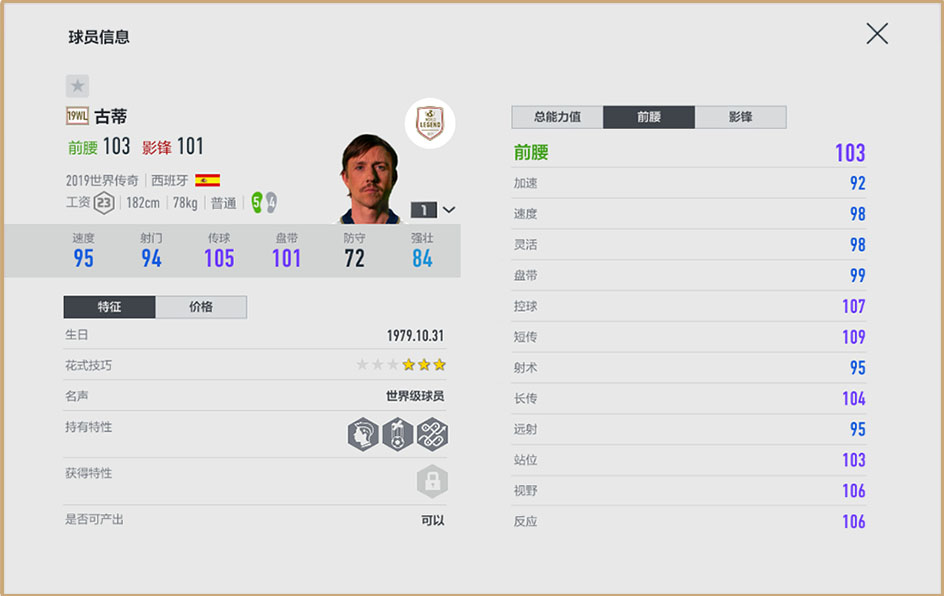 球员信息
19WL 古蒂
前腰 103 影锋 101
2019世界传奇 西班牙
工资 23 182cm 78kg 普通 5 4
LEGEND
1
速度 射门 传球 盘带 防守 强壮
95 94 105 101 72 84
特征 价格
生日 1979.10.31
花式技巧
名声 世界级球员
持有特性
获得特性
是否可产出 可以
总能力值 前腰 影锋
前腰 103
加速 92
速度 98
灵活 98
盘带 99
控球 107
短传 109
射术 95
长传 104
远射 95
站位 103
视野 106
反应 106